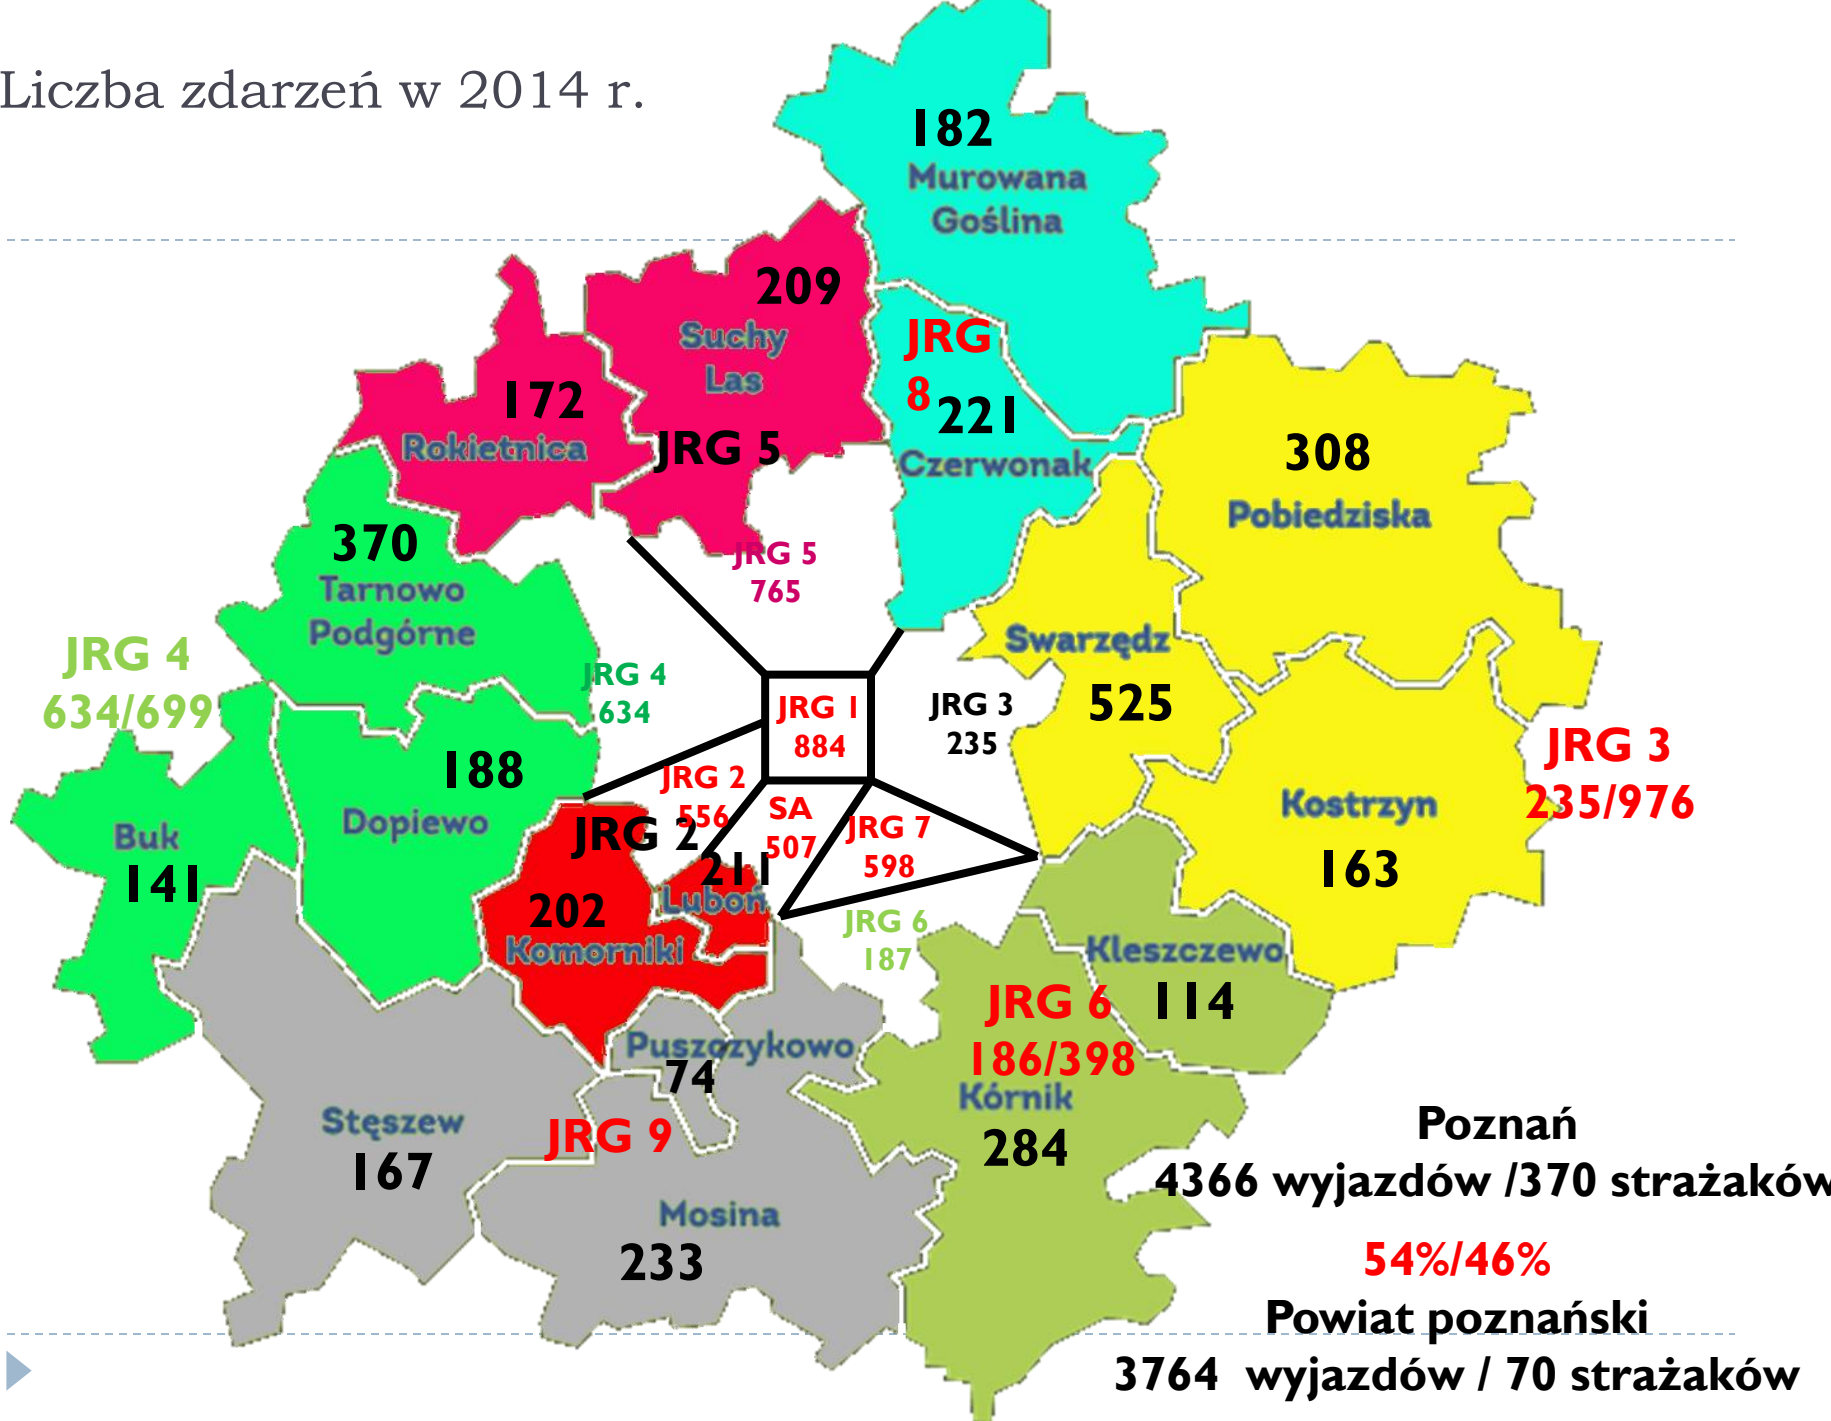 Liczba zdarzeń w 2014 r.
182
Murowana
Goślina
209
Suchy
Las
JRG 5
172
Rokietnica
JRG
8
221
Czerwonak
308
Pobiedziska
370
Tarnowo
Podgórne
JRG 5
765
JRG 4
634/699
JRG 4
634
JRG 1
884
JRG 3
235
Swarzędz
525
JRG 3
235/976
188
Dopiewo
Buk
141
JRG 2
556
SA
507
JRG 7
598
JRG 2
211
Luboń
202
Komorniki
Kostrzyn
163
JRG 6
187
Kleszczewo
114
JRG 6
186/398
Kórnik
284
Puszczykowo
74
Stęszew
167
JRG 9
Mosina
233
Poznań
4366 wyjazdów /370 strażaków
54%/46%
Powiat poznański
3764 wyjazdów / 70 strażaków